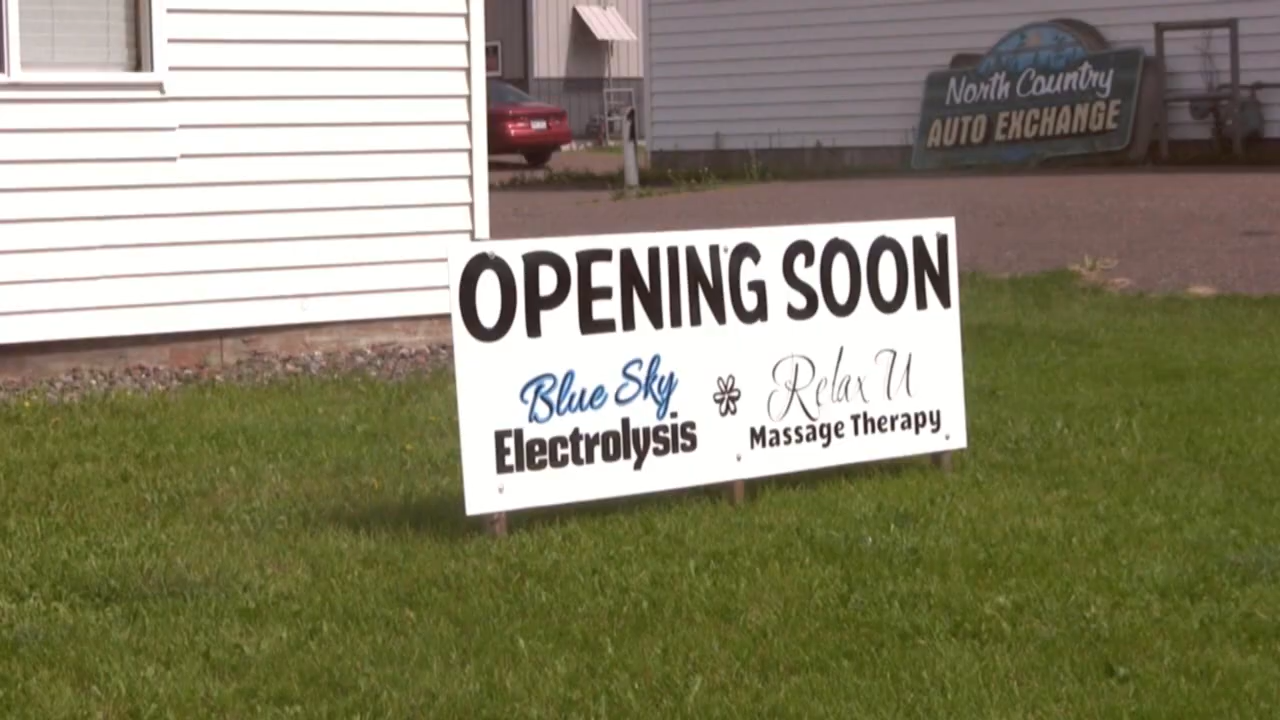 North Country
AUTO EXCHANGE
OPENING SOON
Blue Sky
Electrolysis
Relax U
Massage Therapy